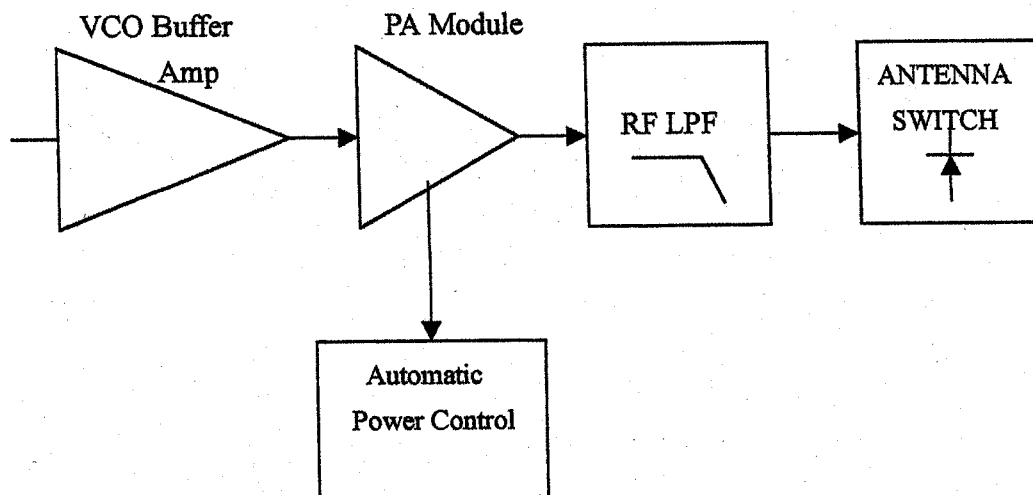 VCO Buffer
Amp
PA Module
RF LPF
ANTENNA
SWITCH
Automatic
Power Control